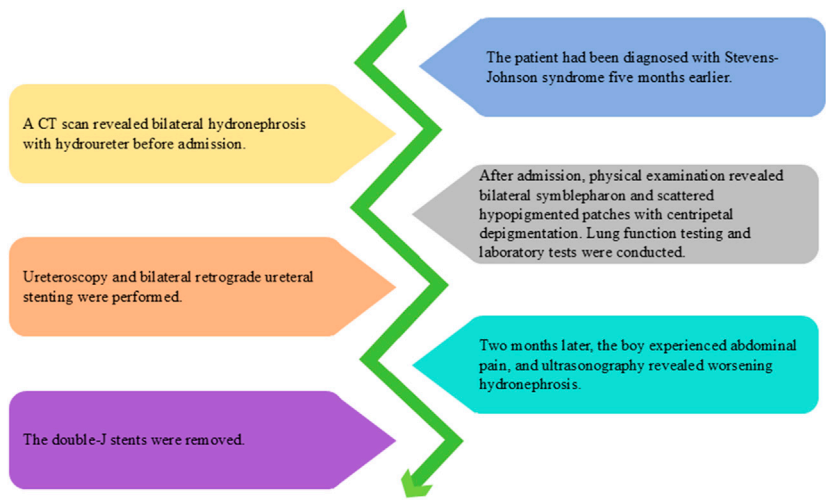 The patient had been diagnosed with Stevens-
Johnson syndrome five months earlier.
A CT scan revealed bilateral hydronephrosis
with hydroureter before admission.
After admission, physical examination revealed
bilateral symblepharon and scattered
hypopigmented patches with centripetal
depigmentation. Lung function testing and
laboratory tests were conducted.
Ureteroscopy and bilateral retrograde ureteral
stenting were performed.
Two months later, the boy experienced abdominal
pain, and ultrasonography revealed worsening
hydronephrosis.
The double-J stents were removed.